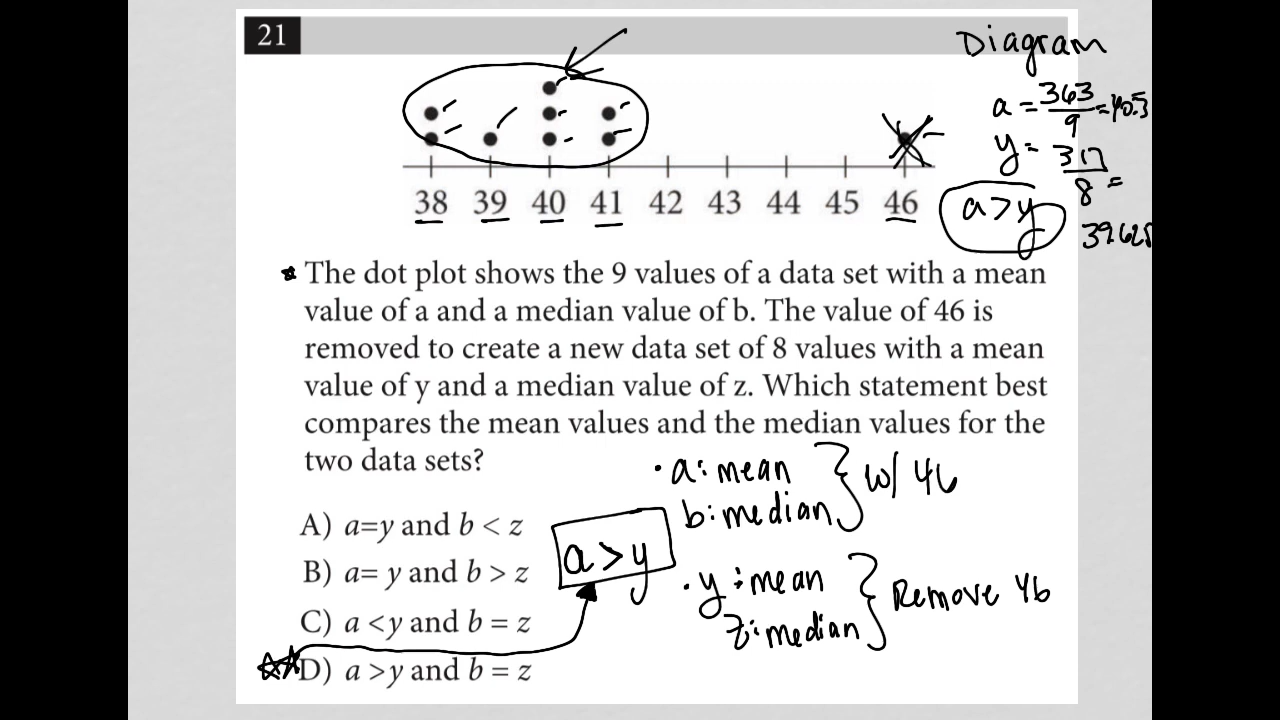 21
Diagram
a = 363/9 = 40.3
y = 317/8 =
39.625
a > y
38 39 40 41 42 43 44 45 46
The dot plot shows the 9 values of a data set with a mean
value of a and a median value of b. The value of 46 is
removed to create a new data set of 8 values with a mean
value of y and a median value of z. Which statement best
compares the mean values and the median values for the
two data sets?
• a: mean
b: median
w/ 46
A) a=y and b < z
B) a= y and b > z
C) a <y and b = z
D) a >y and b = z
a > y
• y: mean
z: median
Remove 46